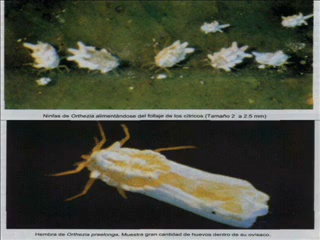 Ninfas de Orthezia alimentándose del follaje de los cítricos.(Tamaño 2 a 2.5 mm)
Hembra de Orthezia praelonga. Muestra gran cantidad de huevos dentro de su ovisaco.